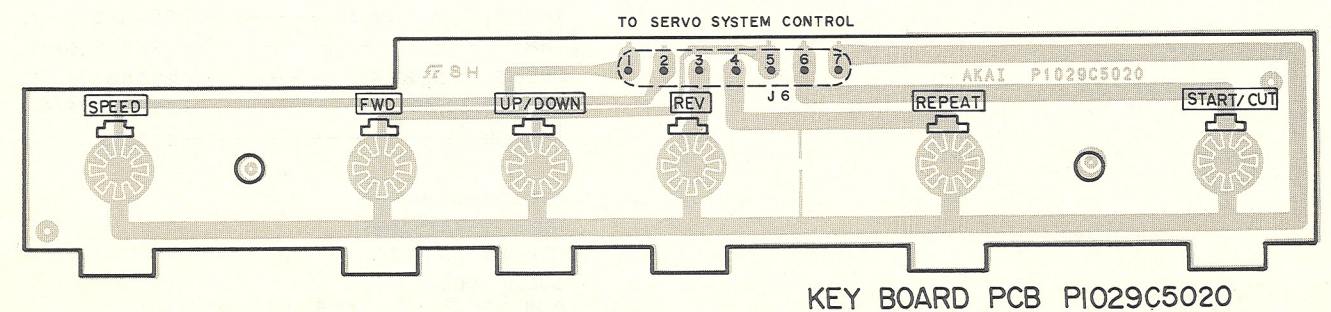 TO SERVO SYSTEM CONTROL
1 2 3 4 5 6 7
8H
AKAI P1029C5020
J6
SPEED FWD UP/DOWN REV REPEAT START/CUT
KEY BOARD PCB P1029C5020